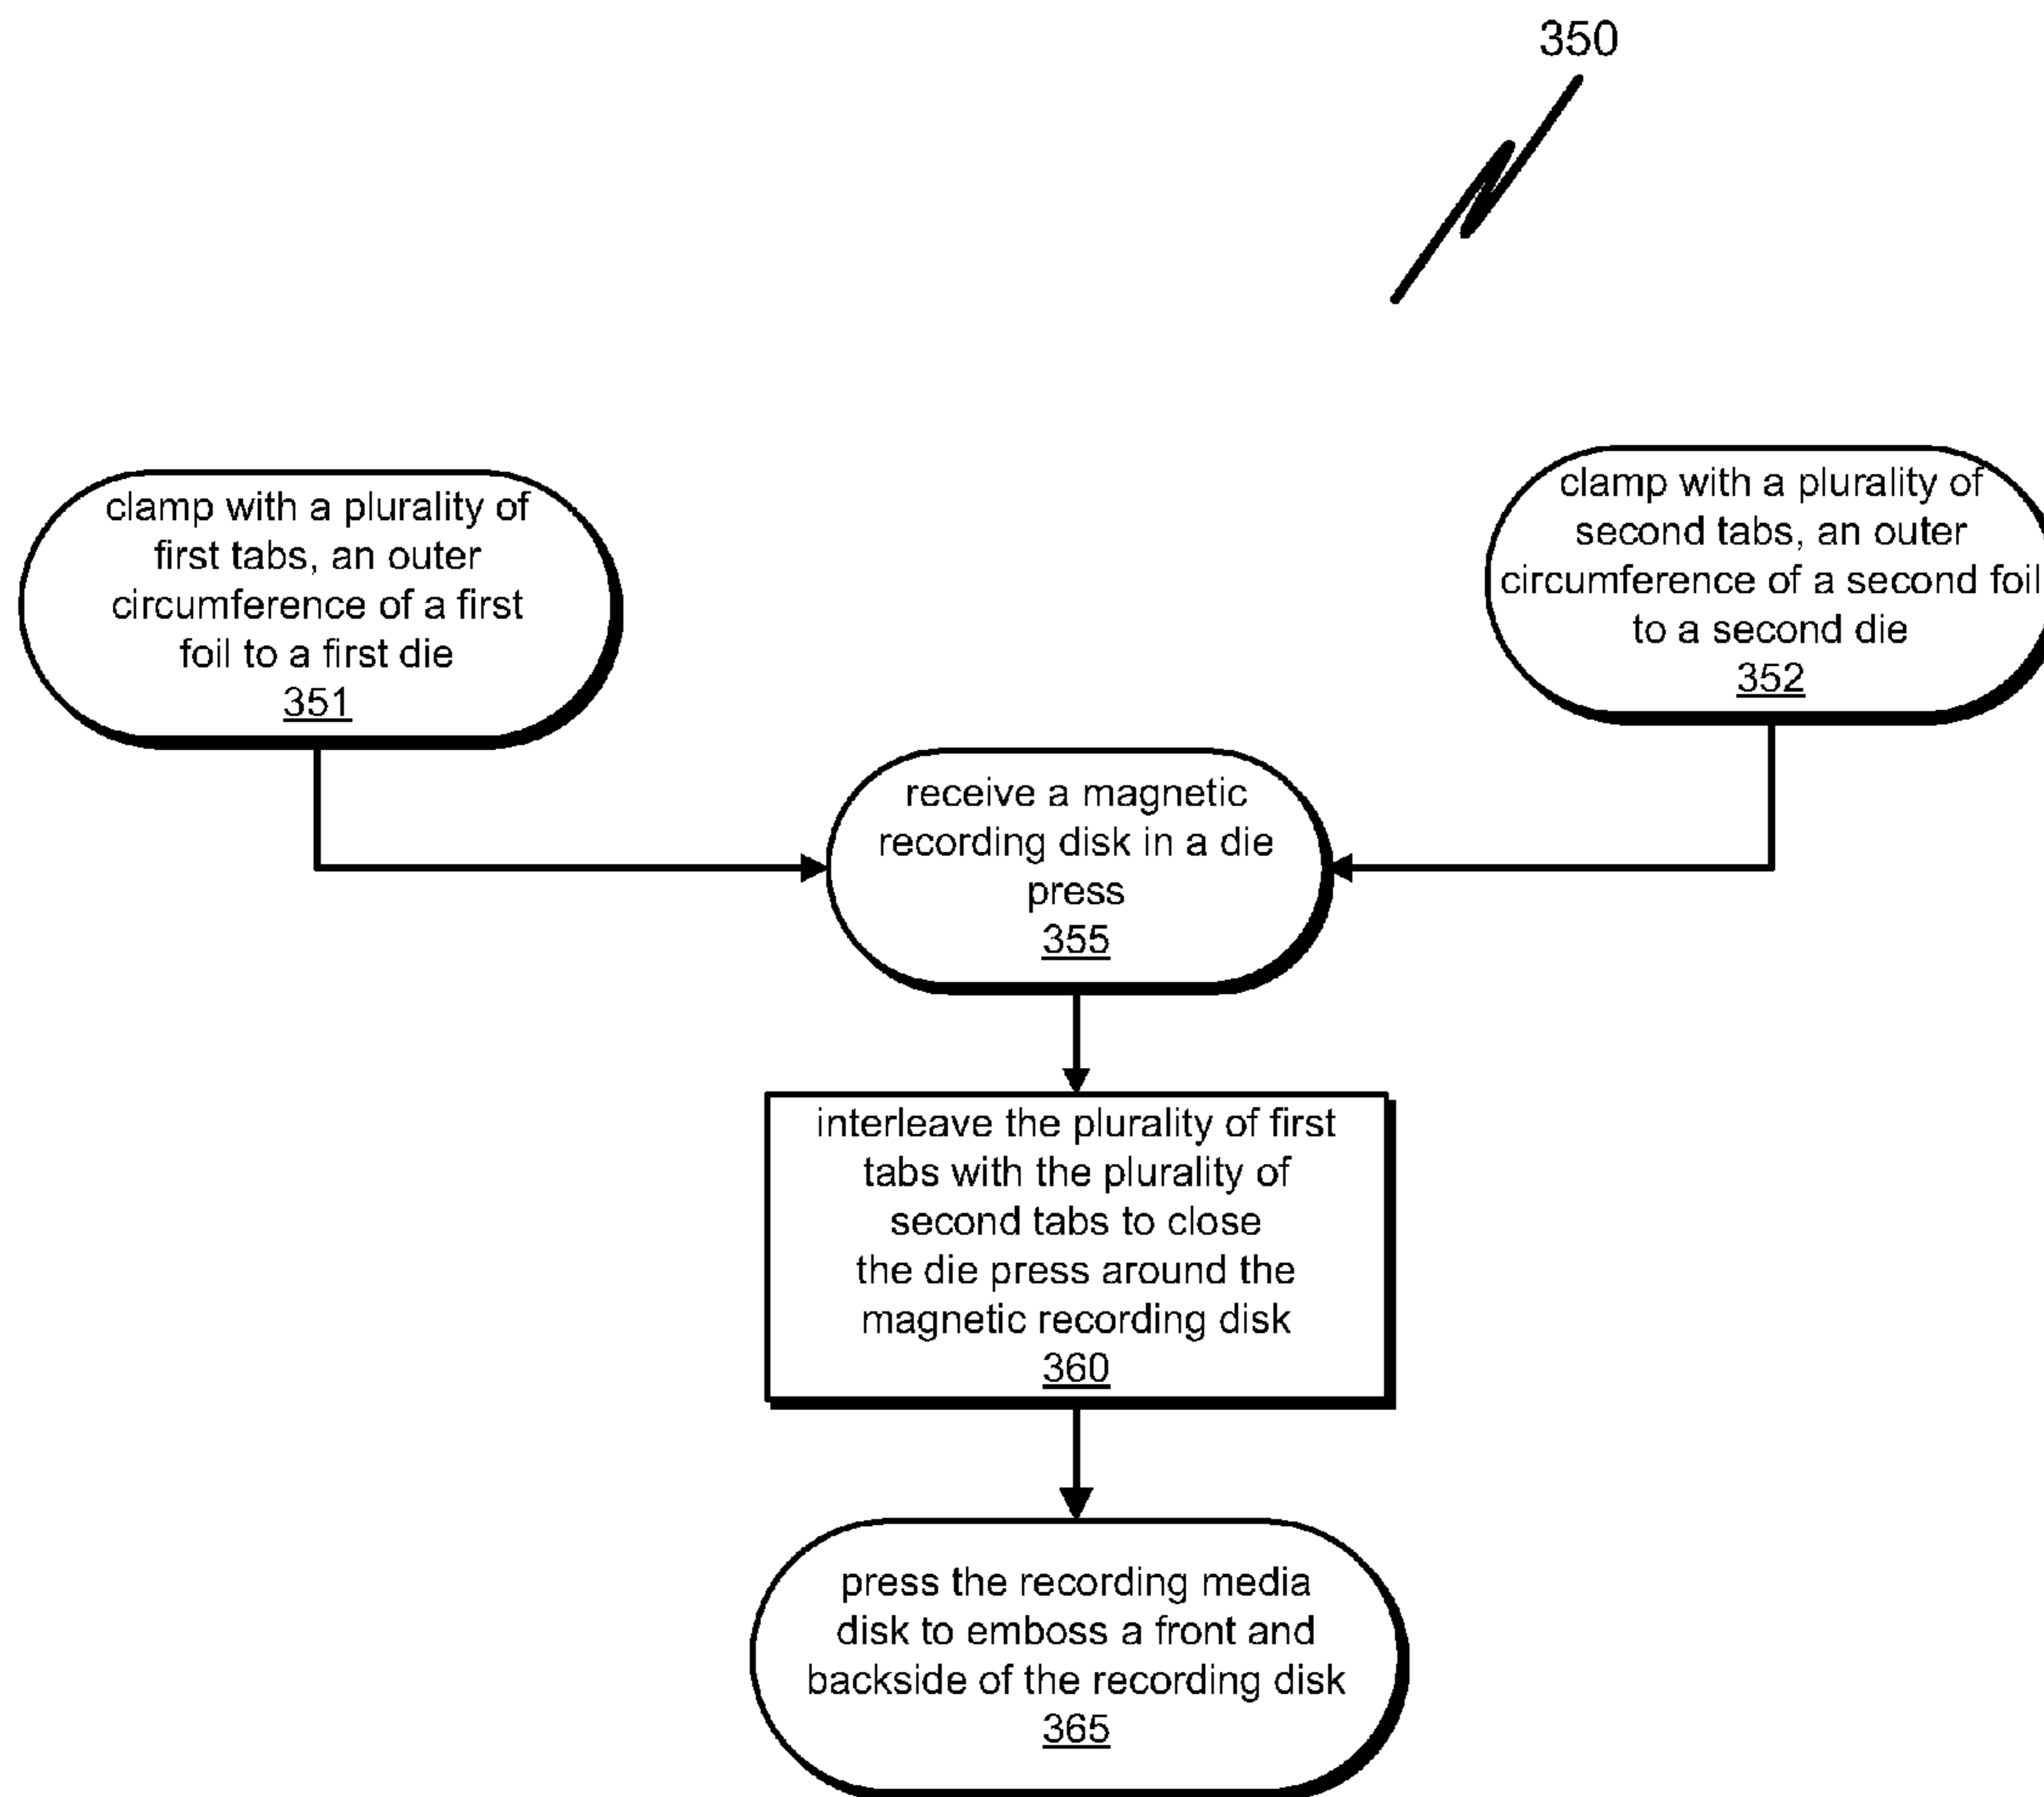 350
clamp with a plurality of
first tabs, an outer
circumference of a first
foil to a first die
351
clamp with a plurality of
second tabs, an outer
circumference of a second foil
to a second die
352
receive a magnetic
recording disk in a die
press
355
interleave the plurality of first
tabs with the plurality of
second tabs to close
the die press around the
magnetic recording disk
360
press the recording media
disk to emboss a front and
backside of the recording disk
365